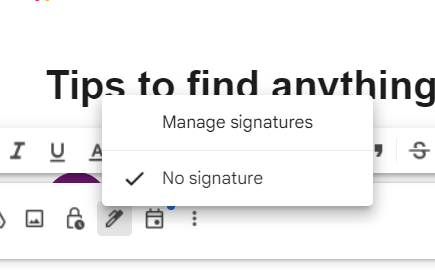 Tips to find anything
Manage signatures
I U A
No signature